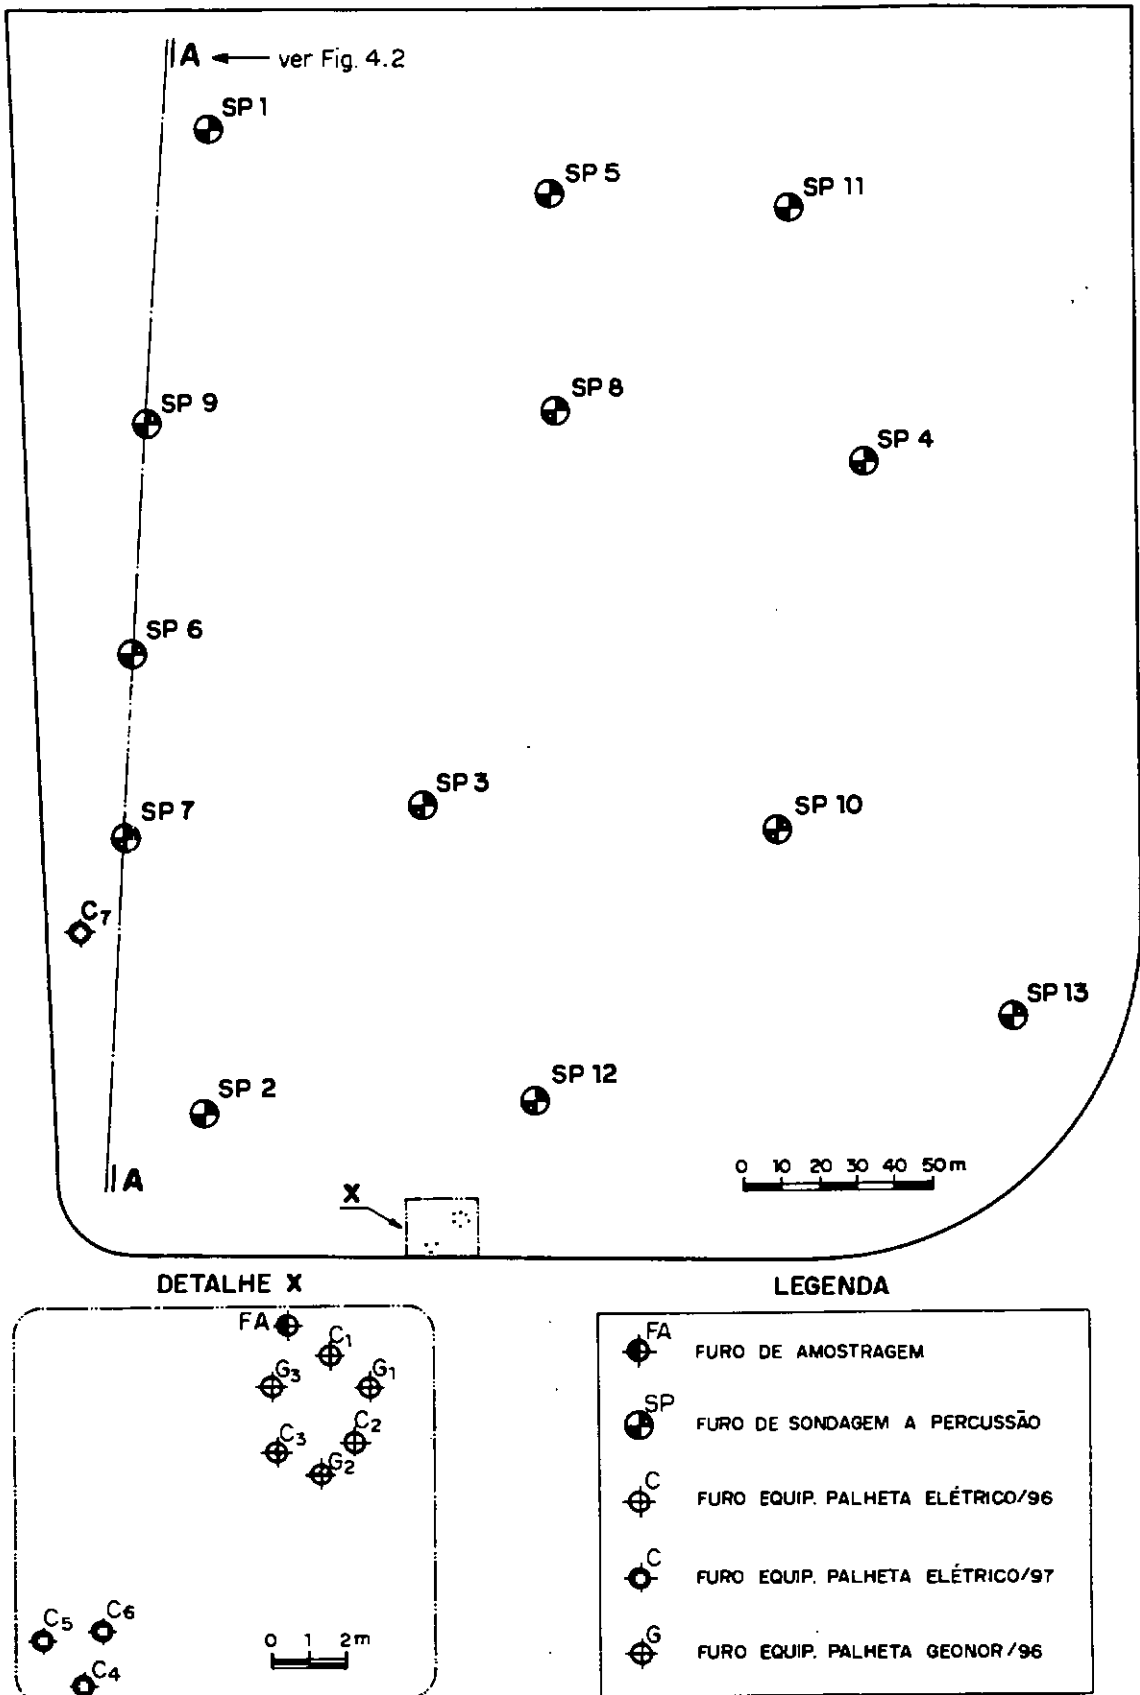 A ver Fig. 4.2
SP 1
SP 5
SP 11
SP 9
SP 8
SP 4
SP 6
SP 3
SP 7
SP 10
C7
SP 13
SP 2
SP 12
A
0 10 20 30 40 50m
X
DETALHE X
FA
C1
G3
G1
C2
C3
G2
C5
C6
C4
0 1 2m
LEGENDA
FA FURO DE AMOSTRAGEM
SP FURO DE SONDAGEM A PERCUSSÃO
C FURO EQUIP. PALHETA ELÉTRICO/96
C FURO EQUIP. PALHETA ELÉTRICO/97
G FURO EQUIP. PALHETA GEONOR/96